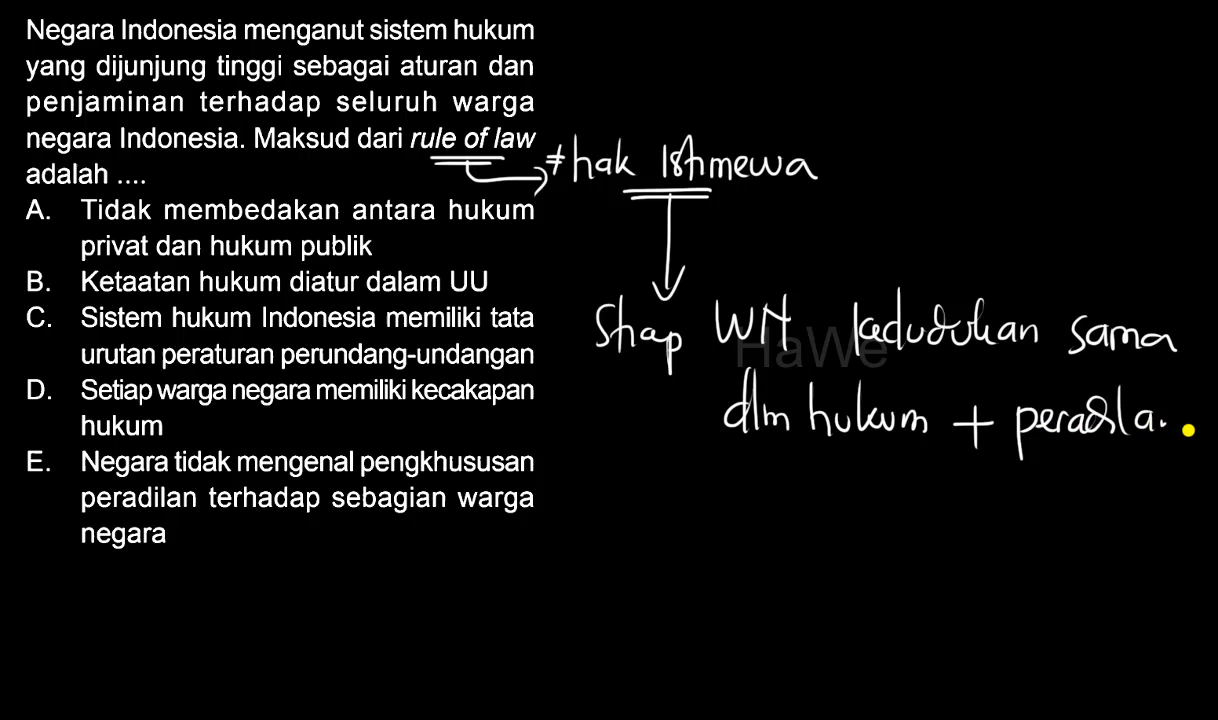 Negara Indonesia menganut sistem hukum
yang dijunjung tinggi sebagai aturan dan
penjaminan terhadap seluruh warga
negara Indonesia. Maksud dari rule of law
adalah ....
A. Tidak membedakan antara hukum
privat dan hukum publik
B. Ketaatan hukum diatur dalam UU
C. Sistem hukum Indonesia memiliki tata
urutan peraturan perundang-undangan
D. Setiap warga negara memiliki kecakapan
hukum
E. Negara tidak mengenal pengkhususan
peradilan terhadap sebagian warga
negara
≠ hak Istimewa
Stiap WN kedudukan sama
HaWe
dlm hukum + peradila.